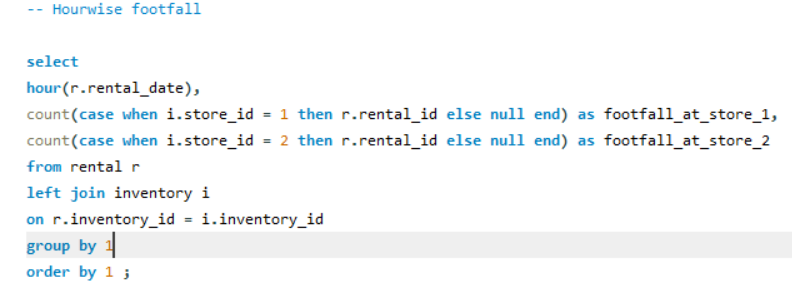 -- Hourwise footfall
select
hour(r.rental_date),
count(case when i.store_id = 1 then r.rental_id else null end) as footfall_at_store_1,
count(case when i.store_id = 2 then r.rental_id else null end) as footfall_at_store_2
from rental r
left join inventory i
on r.inventory_id = i.inventory_id
group by 1
order by 1 ;